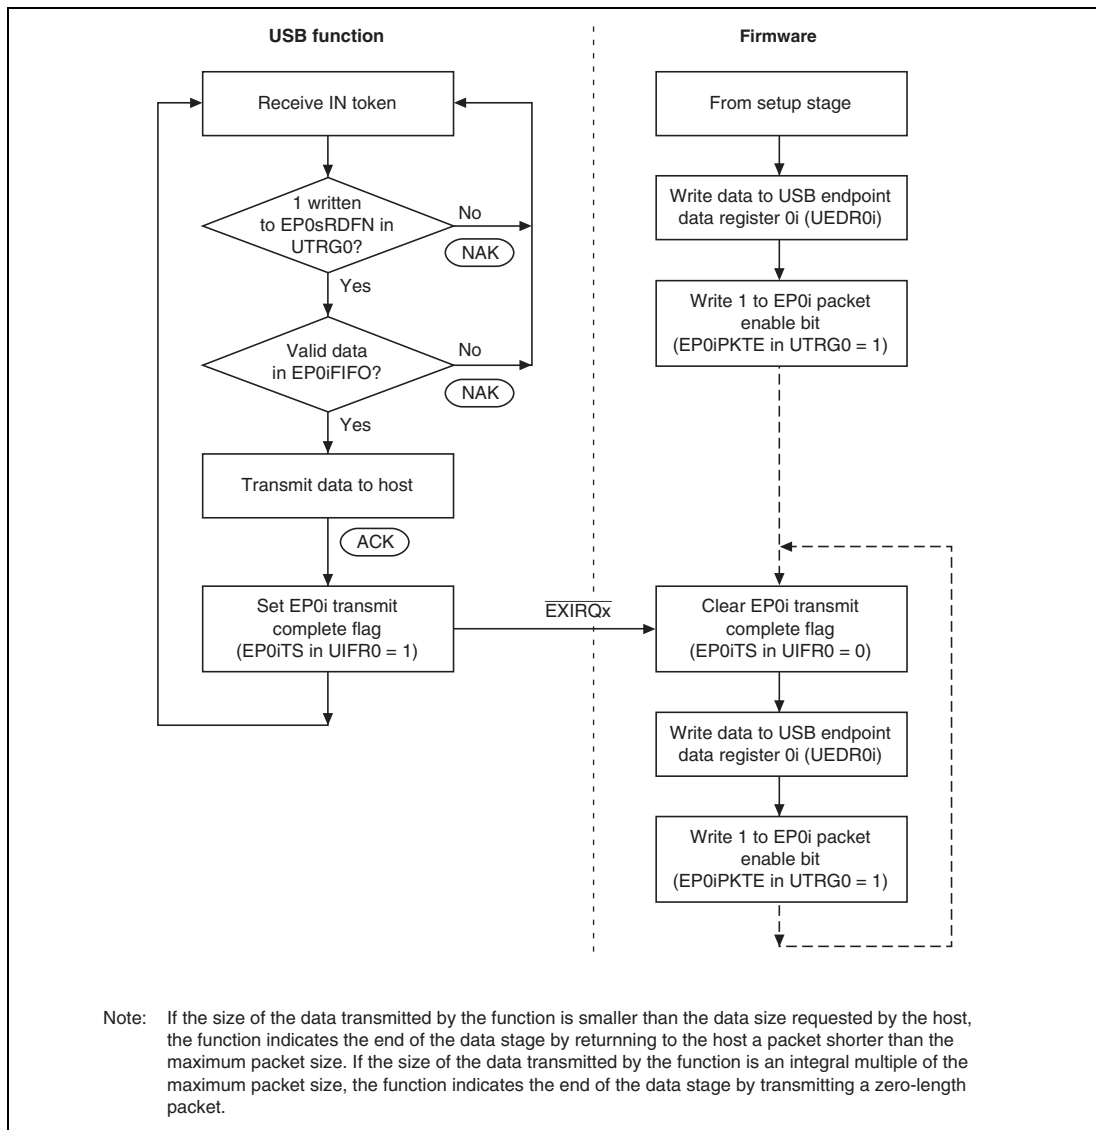 USB function
Firmware
Receive IN token
From setup stage
1 written
to EP0sRDFN in
UTRG0?
No
NAK
Yes
Write data to USB endpoint
data register 0i (UEDR0i)
Write 1 to EP0i packet
enable bit
(EP0iPKTE in UTRG0 = 1)
Valid data
in EP0iFIFO?
No
NAK
Yes
Transmit data to host
ACK
Set EP0i transmit
complete flag
(EP0iTS in UIFR0 = 1)
EXIRQx
Clear EP0i transmit
complete flag
(EP0iTS in UIFR0 = 0)
Write data to USB endpoint
data register 0i (UEDR0i)
Write 1 to EP0i packet
enable bit
(EP0iPKTE in UTRG0 = 1)
Note: If the size of the data transmitted by the function is smaller than the data size requested by the host,
the function indicates the end of the data stage by returnning to the host a packet shorter than the
maximum packet size. If the size of the data transmitted by the function is an integral multiple of the
maximum packet size, the function indicates the end of the data stage by transmitting a zero-length
packet.